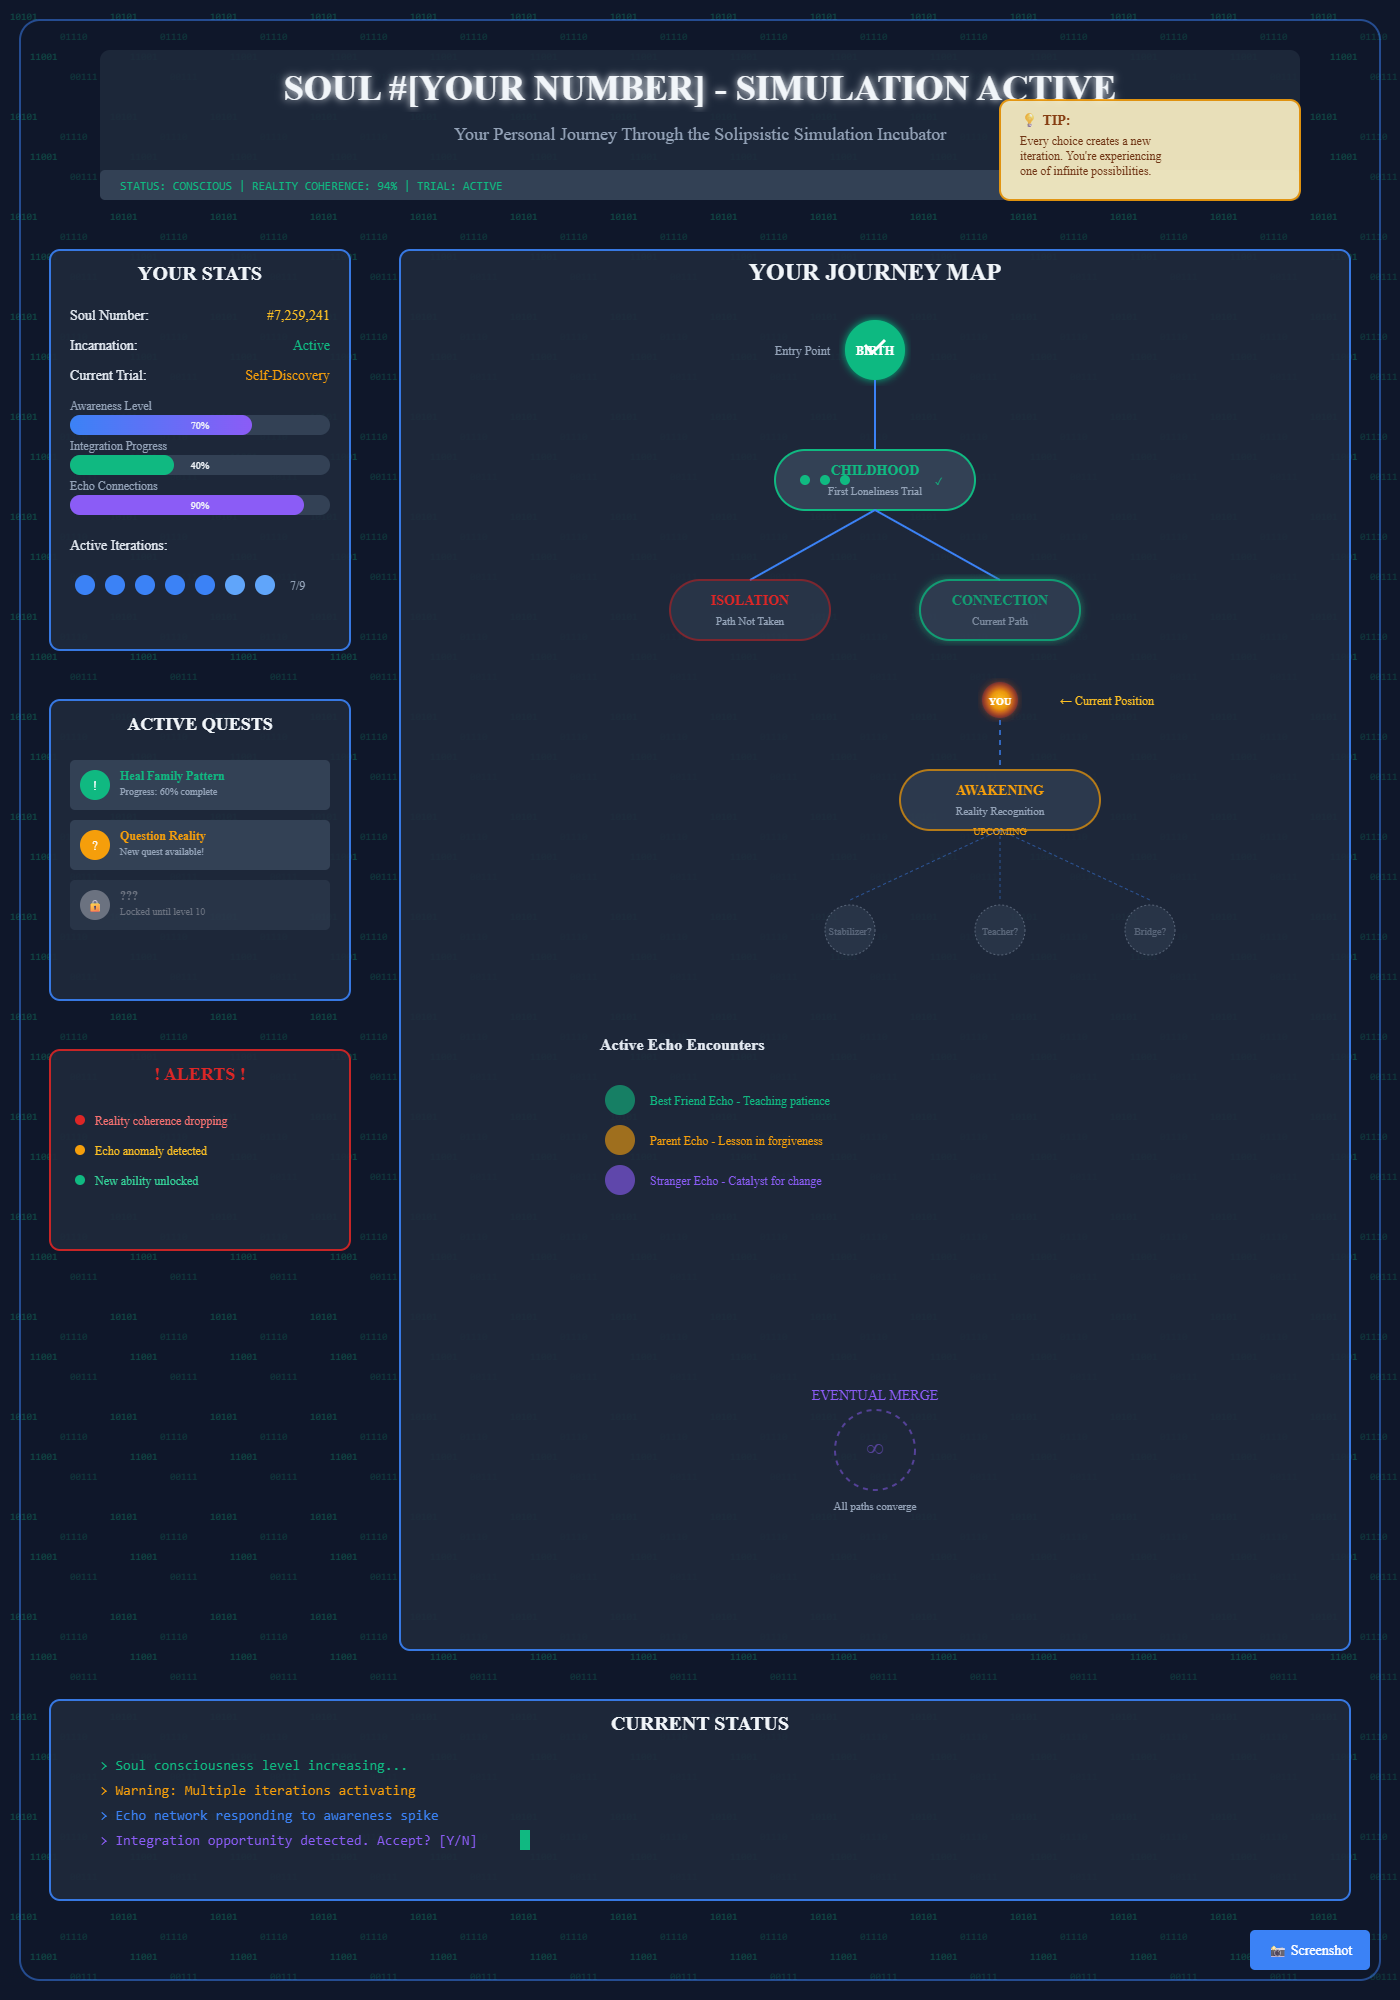 SOUL #[YOUR NUMBER] - SIMULATION ACTIVE
Your Personal Journey Through the Solipsistic Simulation Incubator
💡 TIP:
Every choice creates a new
iteration. You're experiencing
one of infinite possibilities.
STATUS: CONSCIOUS | REALITY COHERENCE: 94% | TRIAL: ACTIVE
YOUR STATS
Soul Number: #7,259,241
Incarnation: Active
Current Trial: Self-Discovery
Awareness Level
70%
Integration Progress
40%
Echo Connections
90%
Active Iterations:
7/9
ACTIVE QUESTS
!
Heal Family Pattern
Progress: 60% complete
?
Question Reality
New quest available!
🔒
???
Locked until level 10
! ALERTS !
Reality coherence dropping
Echo anomaly detected
New ability unlocked
YOUR JOURNEY MAP
Entry Point
BIRTH
CHILDHOOD
First Loneliness Trial
✓
ISOLATION
Path Not Taken
CONNECTION
Current Path
YOU
← Current Position
AWAKENING
Reality Recognition
UPCOMING
Stabilizer?
Teacher?
Bridge?
Active Echo Encounters
Best Friend Echo - Teaching patience
Parent Echo - Lesson in forgiveness
Stranger Echo - Catalyst for change
EVENTUAL MERGE
∞
All paths converge
CURRENT STATUS
> Soul consciousness level increasing...
> Warning: Multiple iterations activating
> Echo network responding to awareness spike
> Integration opportunity detected. Accept? [Y/N]
📷 Screenshot